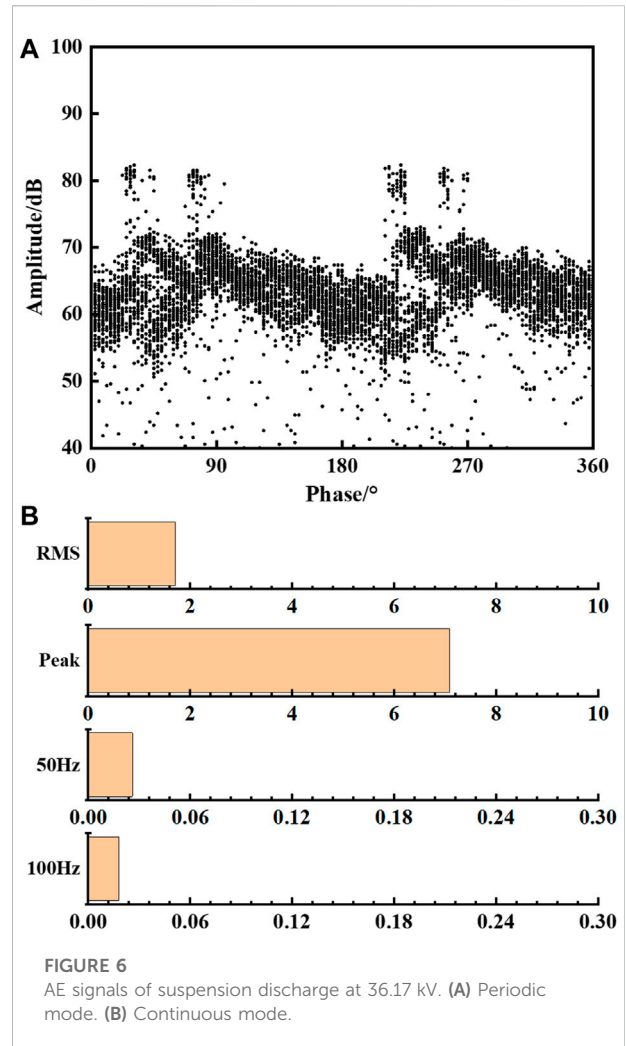 A
100
90
80
70
60
50
40
Amplitude/dB
0 90 180 270 360
Phase/°
B
RMS
0 2 4 6 8 10
Peak
0 2 4 6 8 10
50Hz
0.00 0.06 0.12 0.18 0.24 0.30
100Hz
0.00 0.06 0.12 0.18 0.24 0.30
FIGURE 6
AE signals of suspension discharge at 36.17 kV. (A) Periodic
mode. (B) Continuous mode.